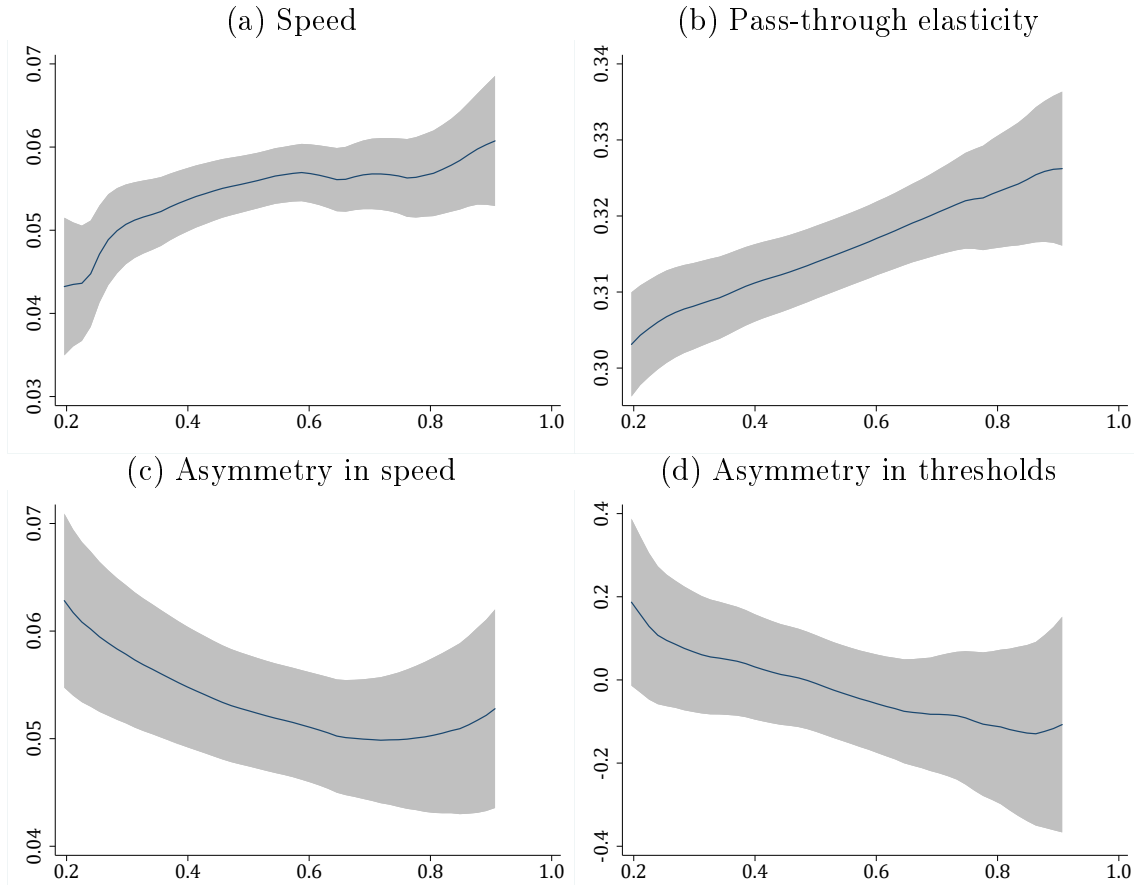 (a) Speed
(b) Pass-through elasticity
0.07
0.06
0.05
0.04
0.03
0.2 0.4 0.6 0.8 1.0
0.34
0.33
0.32
0.31
0.30
0.2 0.4 0.6 0.8 1.0
(c) Asymmetry in speed
(d) Asymmetry in thresholds
0.07
0.06
0.05
0.04
0.2 0.4 0.6 0.8 1.0
0.4
0.2
0.0
-0.2
-0.4
0.2 0.4 0.6 0.8 1.0